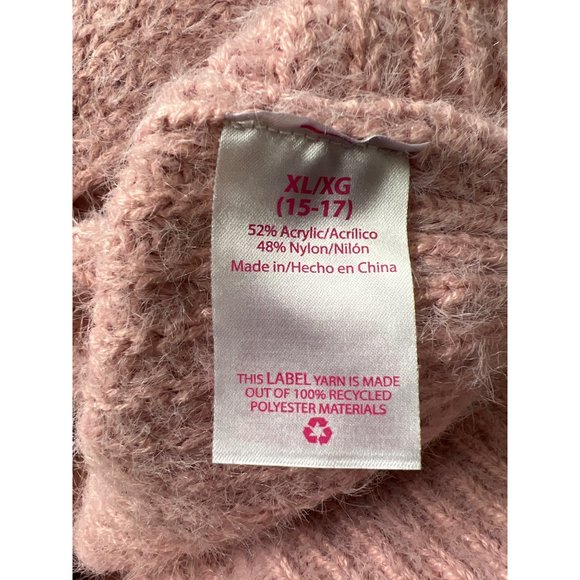 XL/XG
(15-17)
52% Acrylic/Acrílico
48% Nylon/Nilón
Made in/Hecho en China
THIS LABEL YARN IS MADE
OUT OF 100% RECYCLED
POLYESTER MATERIALS